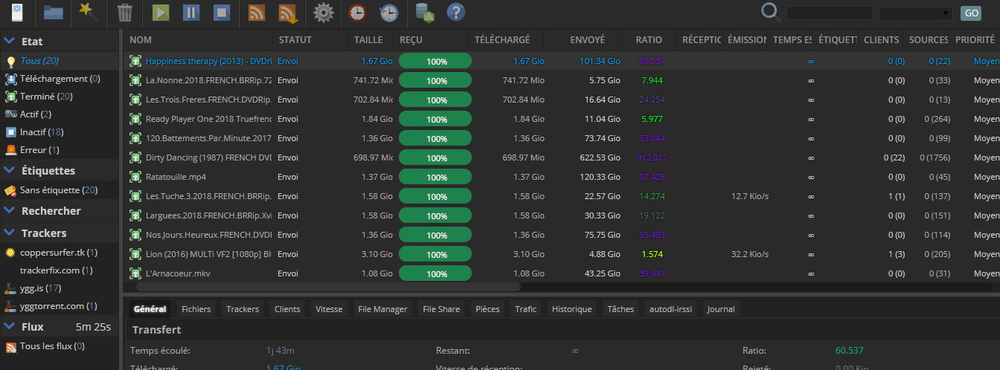 GO
Etat
Tous (20)
Téléchargement (0)
Terminé (20)
Actif (2)
Inactif (18)
Erreur (1)
Étiquettes
Sans étiquette (20)
Rechercher
Trackers
coppersurfer.tk (1)
trackerfix.com (1)
ygg.is (17)
yggtorrent.com (1)
Flux 5m 25s
Tous les flux (0)
NOM STATUT TAILLE REÇU TÉLÉCHARGÉ ENVOYÉ RATIO RÉCEPTIO ÉMISSION TEMPS ES ÉTIQUETT CLIENTS SOURCES PRIORITÉ
Happiness therapy (2013) - DVDri Envoi 1.67 Gio 100% 1.67 Gio 101.34 Gio 60.537 ∞ 0 (0) 0 (22) Moyen
La.Nonne.2018.FRENCH.BRRip.72 Envoi 741.72 Mio 100% 741.72 Mio 5.75 Gio 7.944 ∞ 0 (0) 0 (33) Moyen
Les.Trois.Freres.FRENCH.DVDRip. Envoi 702.84 Mio 100% 702.84 Mio 16.64 Gio 24.254 ∞ 0 (0) 0 (13) Moyen
Ready Player One 2018 Truefrenc Envoi 1.84 Gio 100% 1.84 Gio 11.04 Gio 5.977 ∞ 0 (0) 0 (264) Moyen
120.Battements.Par.Minute.2017 Envoi 1.36 Gio 100% 1.36 Gio 73.74 Gio 53.844 ∞ 0 (0) 0 (99) Moyen
Dirty Dancing (1987) FRENCH DVD Envoi 698.97 Mio 100% 698.97 Mio 622.53 Gio 912.012 ∞ 0 (22) 0 (1756) Moyen
Ratatouille.mp4 Envoi 1.37 Gio 100% 1.37 Gio 120.33 Gio 87.428 ∞ 0 (0) 0 (45) Moyen
Les.Tuche.3.2018.FRENCH.BRRip. Envoi 1.58 Gio 100% 1.58 Gio 22.57 Gio 14.274 12.7 Kio/s ∞ 1 (1) 0 (137) Moyen
Larguees.2018.FRENCH.BRRip.Xvi Envoi 1.58 Gio 100% 1.58 Gio 30.33 Gio 19.122 ∞ 0 (0) 0 (151) Moyen
Nos.Jours.Heureux.FRENCH.DVDI Envoi 1.36 Gio 100% 1.36 Gio 75.75 Gio 55.403 ∞ 0 (0) 0 (114) Moyen
Lion (2016) MULTi VF2 [1080p] Bl Envoi 3.10 Gio 100% 3.10 Gio 4.88 Gio 1.574 32.2 Kio/s ∞ 1 (3) 0 (205) Moyen
L'Arnacoeur.mkv Envoi 1.08 Gio 100% 1.08 Gio 43.25 Gio 39.947 ∞ 0 (0) 0 (31) Moyen
Général Fichiers Trackers Clients Vitesse File Manager File Share Pièces Trafic Historique Tâches autodl-irssi Journal
Transfert
Temps écoulé: 1j 43m Restant: ∞ Ratio: 60.537
Téléchargé: 1.67 Gio Vitesse de réception: Rejeté: 0.00 Kio